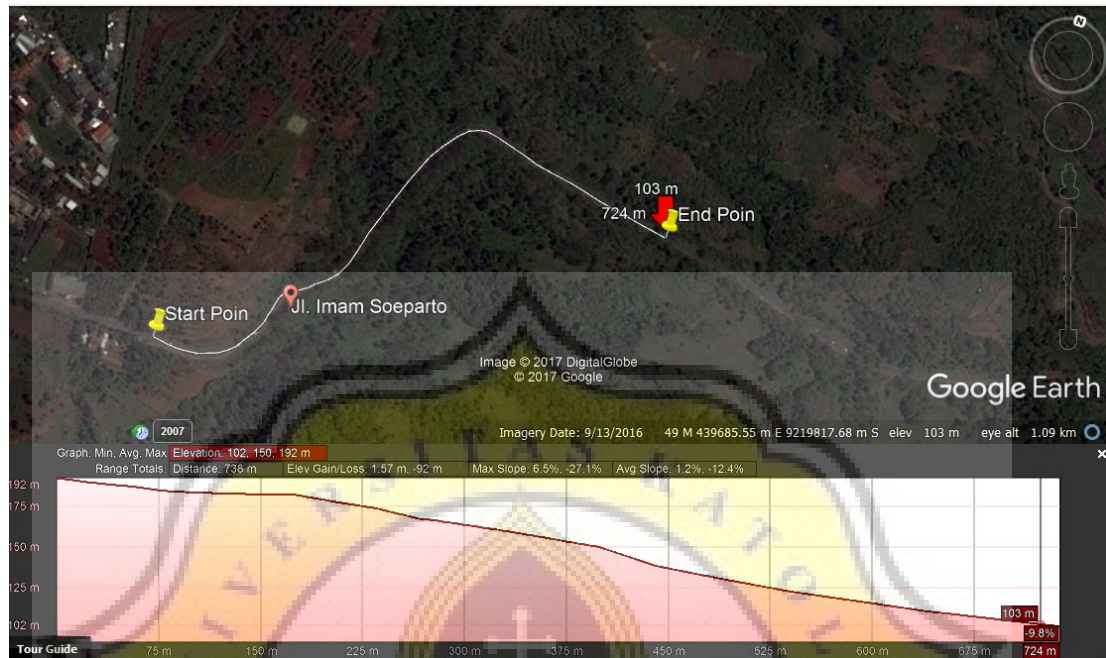 N
103 m
724 m
End Poin
Start Poin
Jl. Imam Soeparto
Image © 2017 DigitalGlobe
© 2017 Google
Google Earth
2007
Imagery Date: 9/13/2016 49 M 439685.55 m E 9219817.68 m S elev 103 m eye alt 1.09 km
Graph: Min, Avg, Max Elevation: 102, 150, 192 m
Range Totals: Distance: 738 m Elev Gain/Loss: 1.57 m, -92 m Max Slope: 6.5%, -27.1% Avg Slope: 1.2%, -12.4%
192 m
175 m
150 m
125 m
102 m
103 m
-9.8%
Tour Guide
75 m 150 m 225 m 300 m 375 m 450 m 525 m 600 m 675 m 724 m